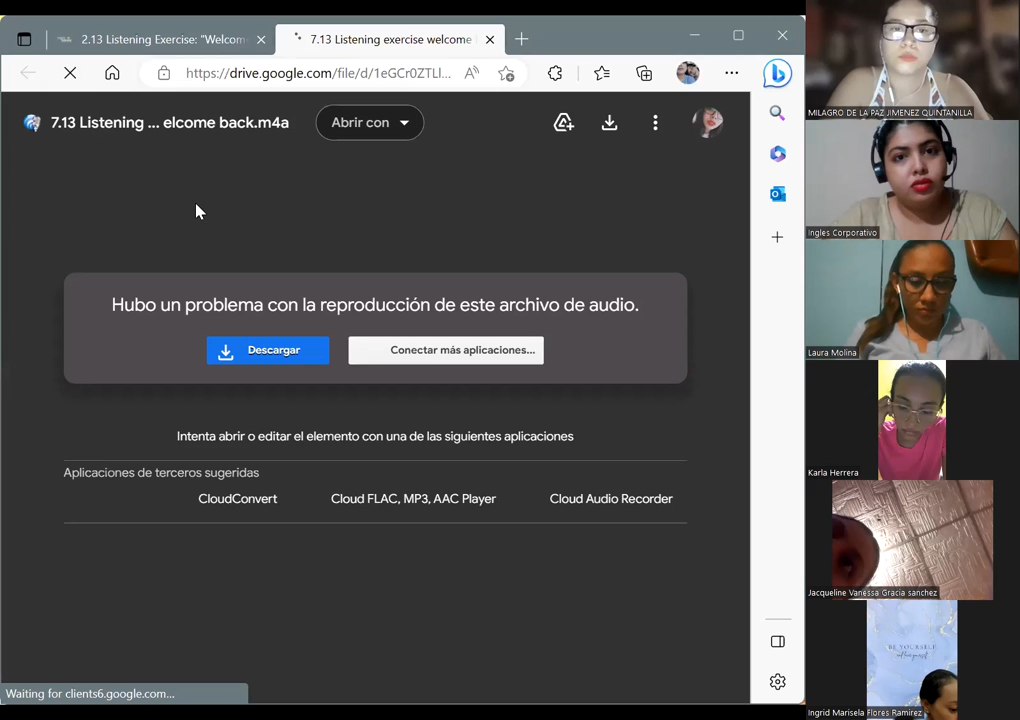 2.13 Listening Exercise: "Welcom
7.13 Listening exercise welcome
https://drive.google.com/file/d/1eGCr0ZTLl...
7.13 Listening ... elcome back.m4a
Abrir con
Hubo un problema con la reproducción de este archivo de audio.
Descargar
Conectar más aplicaciones...
Intenta abrir o editar el elemento con una de las siguientes aplicaciones
Aplicaciones de terceros sugeridas
CloudConvert
Cloud FLAC, MP3, AAC Player
Cloud Audio Recorder
Waiting for clients6.google.com...
MILAGRO DE LA PAZ JIMENEZ QUINTANILLA
Ingles Corporativo
Laura Molina
Karla Herrera
Jacqueline Vanessa Gracia sanchez
BE YOURSELF
Ingrid Marisela Flores Ramirez